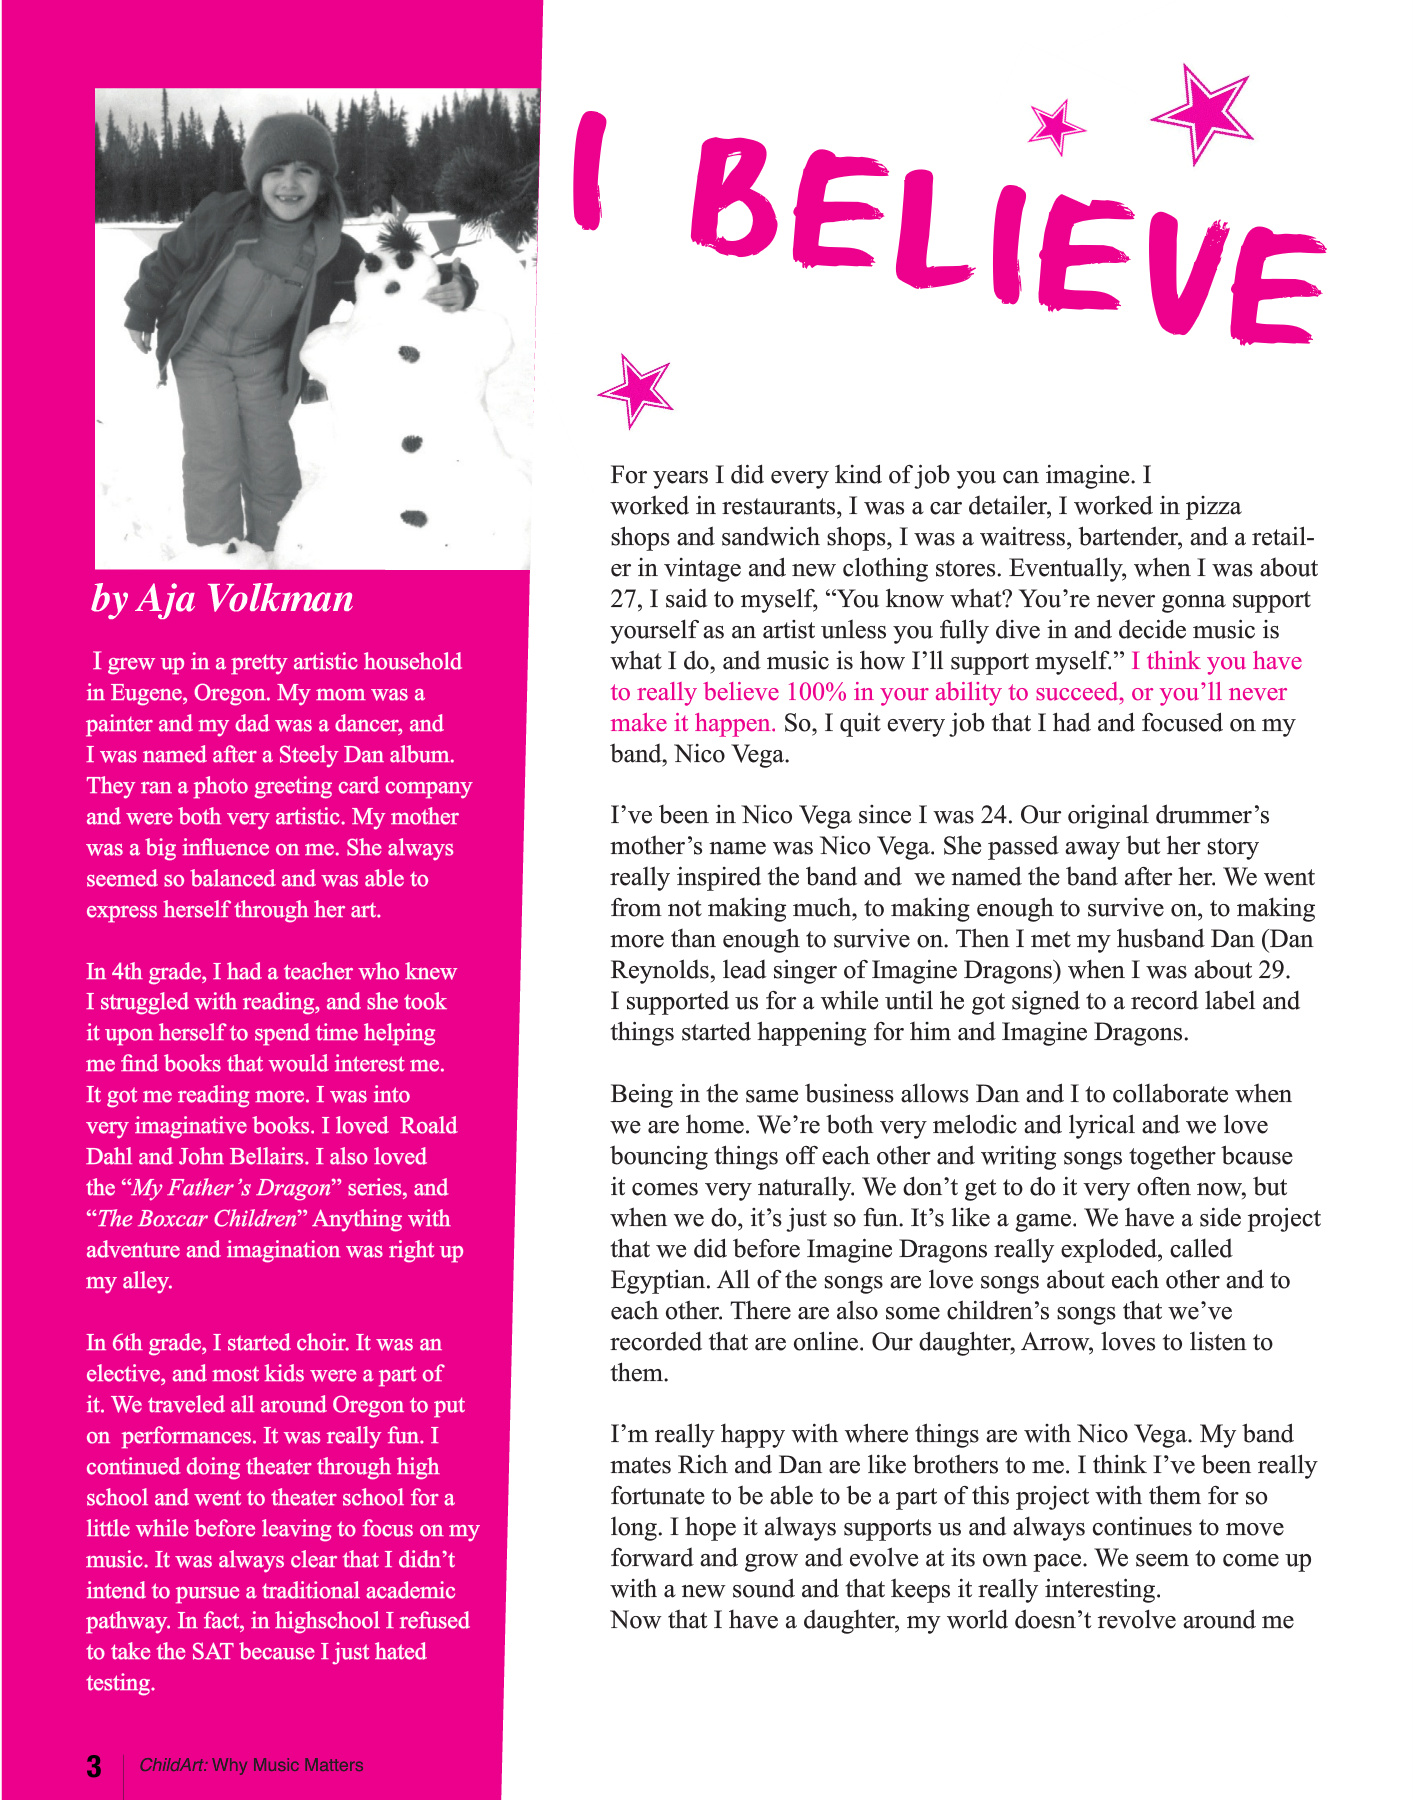 I BELIEVE
by Aja Volkman
I grew up in a pretty artistic household
in Eugene, Oregon. My mom was a
painter and my dad was a dancer, and
I was named after a Steely Dan album.
They ran a photo greeting card company
and were both very artistic. My mother
was a big influence on me. She always
seemed so balanced and was able to
express herself through her art.
In 4th grade, I had a teacher who knew
I struggled with reading, and she took
it upon herself to spend time helping
me find books that would interest me.
It got me reading more. I was into
very imaginative books. I loved  Roald
Dahl and John Bellairs. I also loved
the “My Father’s Dragon” series, and
“The Boxcar Children” Anything with
adventure and imagination was right up
my alley.
In 6th grade, I started choir. It was an
elective, and most kids were a part of
it. We traveled all around Oregon to put
on  performances. It was really fun. I
continued doing theater through high
school and went to theater school for a
little while before leaving to focus on my
music. It was always clear that I didn’t
intend to pursue a traditional academic
pathway. In fact, in highschool I refused
to take the SAT because I just hated
testing.
For years I did every kind of job you can imagine. I
worked in restaurants, I was a car detailer, I worked in pizza
shops and sandwich shops, I was a waitress, bartender, and a retail-
er in vintage and new clothing stores. Eventually, when I was about
27, I said to myself, “You know what? You’re never gonna support
yourself as an artist unless you fully dive in and decide music is
what I do, and music is how I’ll support myself.” I think you have
to really believe 100% in your ability to succeed, or you’ll never
make it happen. So, I quit every job that I had and focused on my
band, Nico Vega.
I’ve been in Nico Vega since I was 24. Our original drummer’s
mother’s name was Nico Vega. She passed away but her story
really inspired the band and  we named the band after her. We went
from not making much, to making enough to survive on, to making
more than enough to survive on. Then I met my husband Dan (Dan
Reynolds, lead singer of Imagine Dragons) when I was about 29.
I supported us for a while until he got signed to a record label and
things started happening for him and Imagine Dragons.
Being in the same business allows Dan and I to collaborate when
we are home. We’re both very melodic and lyrical and we love
bouncing things off each other and writing songs together bcause
it comes very naturally. We don’t get to do it very often now, but
when we do, it’s just so fun. It’s like a game. We have a side project
that we did before Imagine Dragons really exploded, called
Egyptian. All of the songs are love songs about each other and to
each other. There are also some children’s songs that we’ve
recorded that are online. Our daughter, Arrow, loves to listen to
them.
I’m really happy with where things are with Nico Vega. My band
mates Rich and Dan are like brothers to me. I think I’ve been really
fortunate to be able to be a part of this project with them for so
long. I hope it always supports us and always continues to move
forward and grow and evolve at its own pace. We seem to come up
with a new sound and that keeps it really interesting.
Now that I have a daughter, my world doesn’t revolve around me
3 ChildArt: Why Music Matters